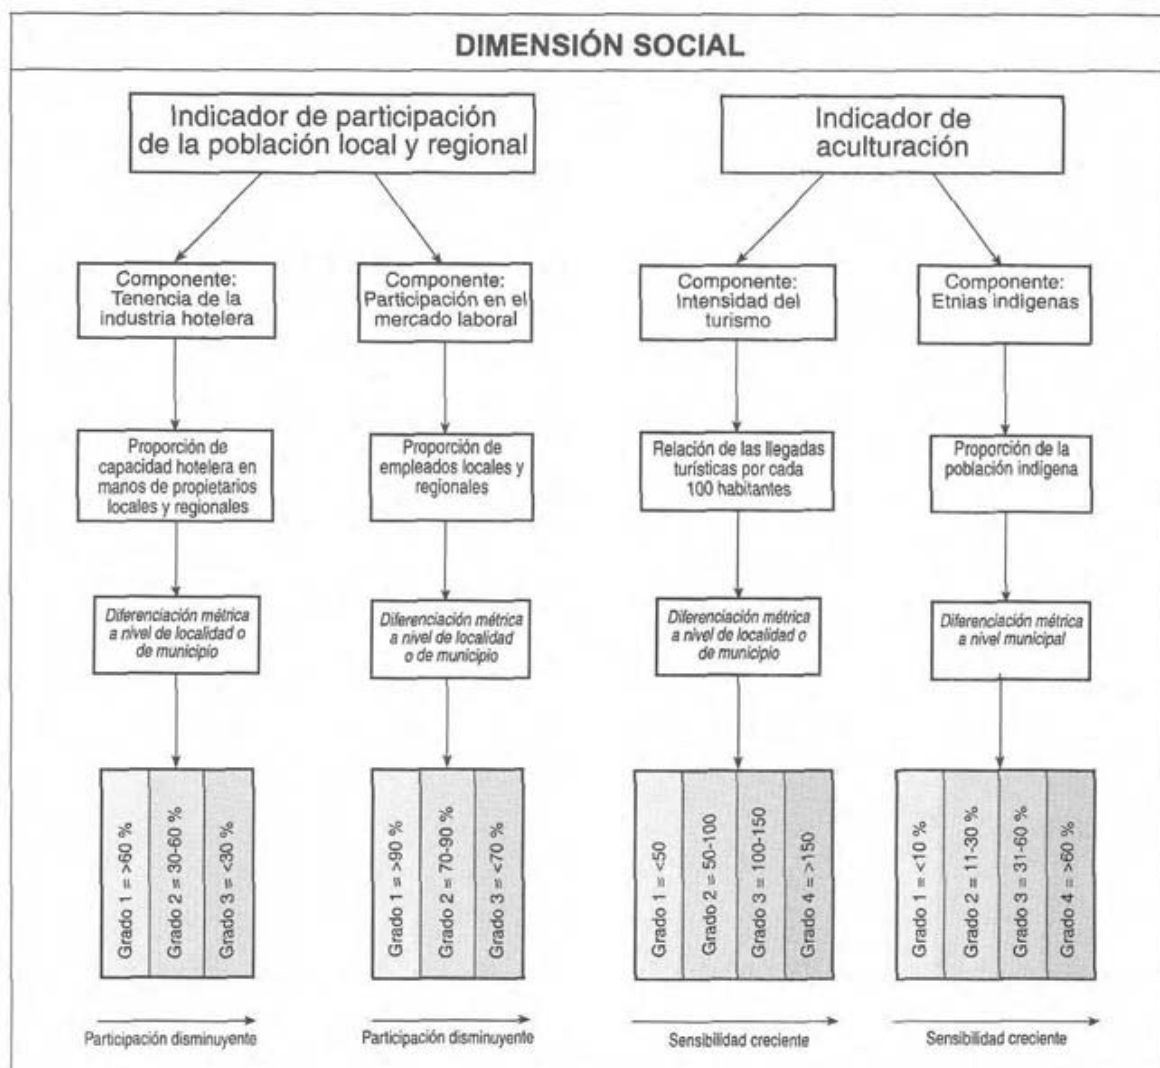 DIMENSIÓN SOCIAL
Indicador de participación
de la población local y regional
Indicador de
aculturación
Componente:
Tenencia de la
industria hotelera
Componente:
Participación en el
mercado laboral
Componente:
Intensidad del
turismo
Componente:
Etnias indigenas
Proporción de
capacidad hotelera en
manos de propietarios
locales y regionales
Proporción de
empleados locales y
regionales
Relación de las llegadas
turísticas por cada
100 habitantes
Proporción de la
población indígena
Diferenciación métrica
a nivel de localidad o
de municipio
Diferenciación métrica
a nivel de localidad
o de municipio
Diferenciación métrica
a nivel de localidad o
de municipio
Diferenciación métrica
a nivel municipal
Grado 1 = >60 %
Grado 2 = 30-60 %
Grado 3 = <30 %
Grado 1 = >90 %
Grado 2 = 70-90 %
Grado 3 = <70 %
Grado 1 = <50
Grado 2 = 50-100
Grado 3 = 100-150
Grado 4 = >150
Grado 1 = <10 %
Grado 2 = 11-30 %
Grado 3 = 31-60 %
Grado 4 = >60 %
Participación disminuyente
Participación disminuyente
Sensibilidad creciente
Sensibilidad creciente